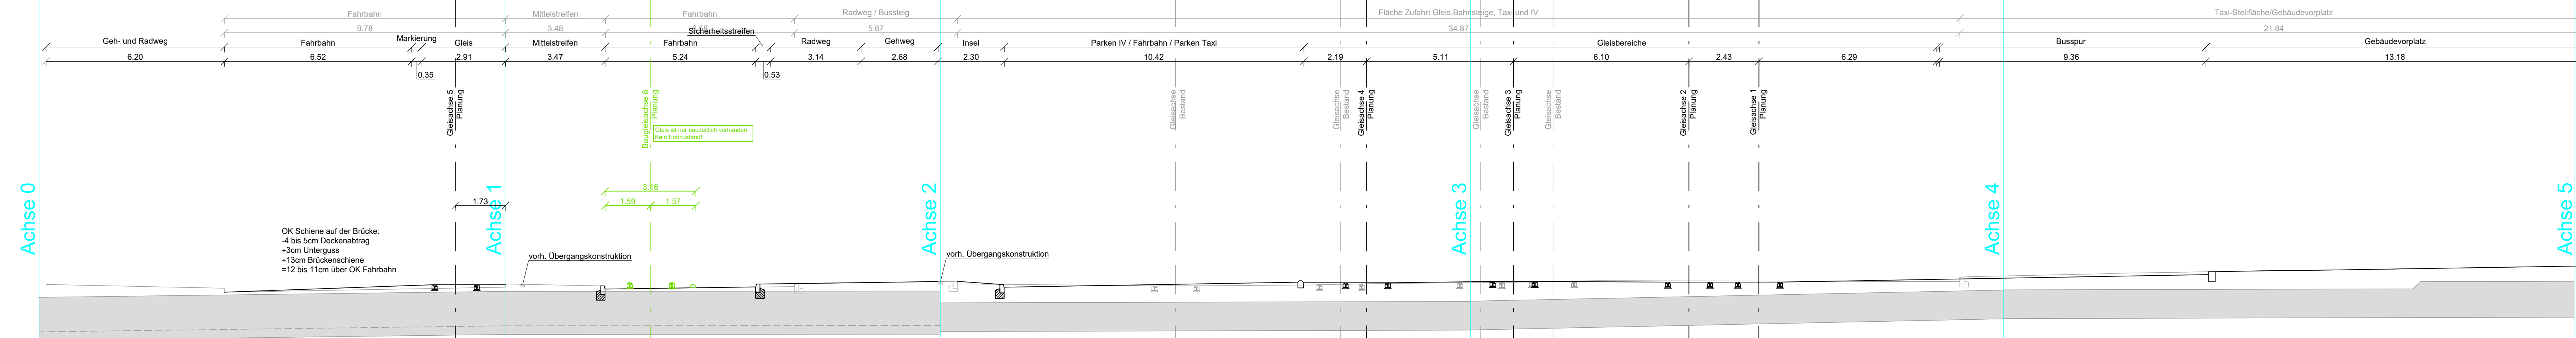 Fahrbahn Mittelstreifen Fahrbahn Radweg / Bussteig Fläche Zufahrt Gleis,Bahnsteige, Taxi und IV Taxi-Stellfläche/Gebäudevorplatz
9.78 3.48 6.58 5.67 34.87 21.84
Sicherheitsstreifen
Geh- und Radweg Fahrbahn Markierung Gleis Mittelstreifen Fahrbahn Radweg Gehweg Insel Parken IV / Fahrbahn / Parken Taxi Gleisbereiche Busspur Gebäudevorplatz
6.20 6.52 2.91 3.47 5.24 3.14 2.68 2.30 10.42 2.19 5.11 6.10 2.43 6.29 9.36 13.18
0.35 0.53
Gleisachse 5
Planung
Baugleisachse 8
Planung
Gleis ist nur bauzeitlich vorhanden.
Kein Endzustand!
Gleisachse
Bestand
Gleisachse
Bestand
Gleisachse 4
Planung
Gleisachse
Bestand
Gleisachse 3
Planung
Gleisachse
Bestand
Gleisachse 2
Planung
Gleisachse 1
Planung
3.16
1.73 1.59 1.57
Achse 0
Achse 1
Achse 2
Achse 3
Achse 4
Achse 5
OK Schiene auf der Brücke:
-4 bis 5cm Deckenabtrag
+3cm Unterguss
+13cm Brückenschiene
=12 bis 11cm über OK Fahrbahn
vorh. Übergangskonstruktion
vorh. Übergangskonstruktion